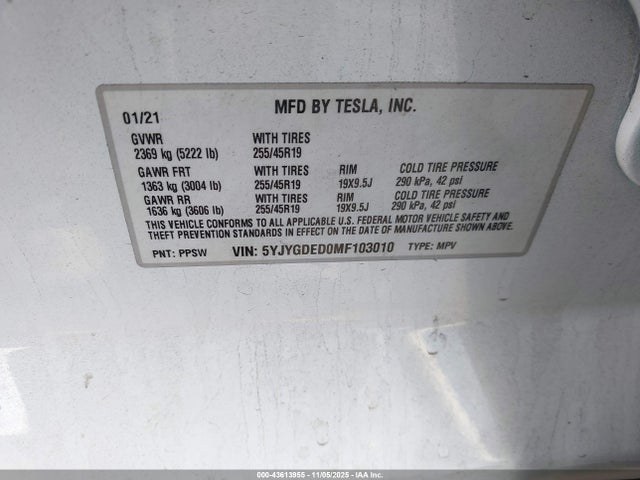 01/21 MFD BY TESLA, INC.
GVWR WITH TIRES
2369 kg (5222 lb) 255/45R19
GAWR FRT WITH TIRES RIM COLD TIRE PRESSURE
1363 kg (3004 lb) 255/45R19 19X9.5J 290 kPa, 42 psi
GAWR RR WITH TIRES RIM COLD TIRE PRESSURE
1636 kg (3606 lb) 255/45R19 19X9.5J 290 kPa, 42 psi
THIS VEHICLE CONFORMS TO ALL APPLICABLE U.S. FEDERAL MOTOR VEHICLE SAFETY AND
THEFT PREVENTION STANDARDS IN EFFECT ON THE DATE OF MANUFACTURE SHOWN ABOVE.
PNT: PPSW VIN: 5YJYGDED0MF103010 TYPE: MPV
000-43613955 - 11/05/2025 - IAA Inc.